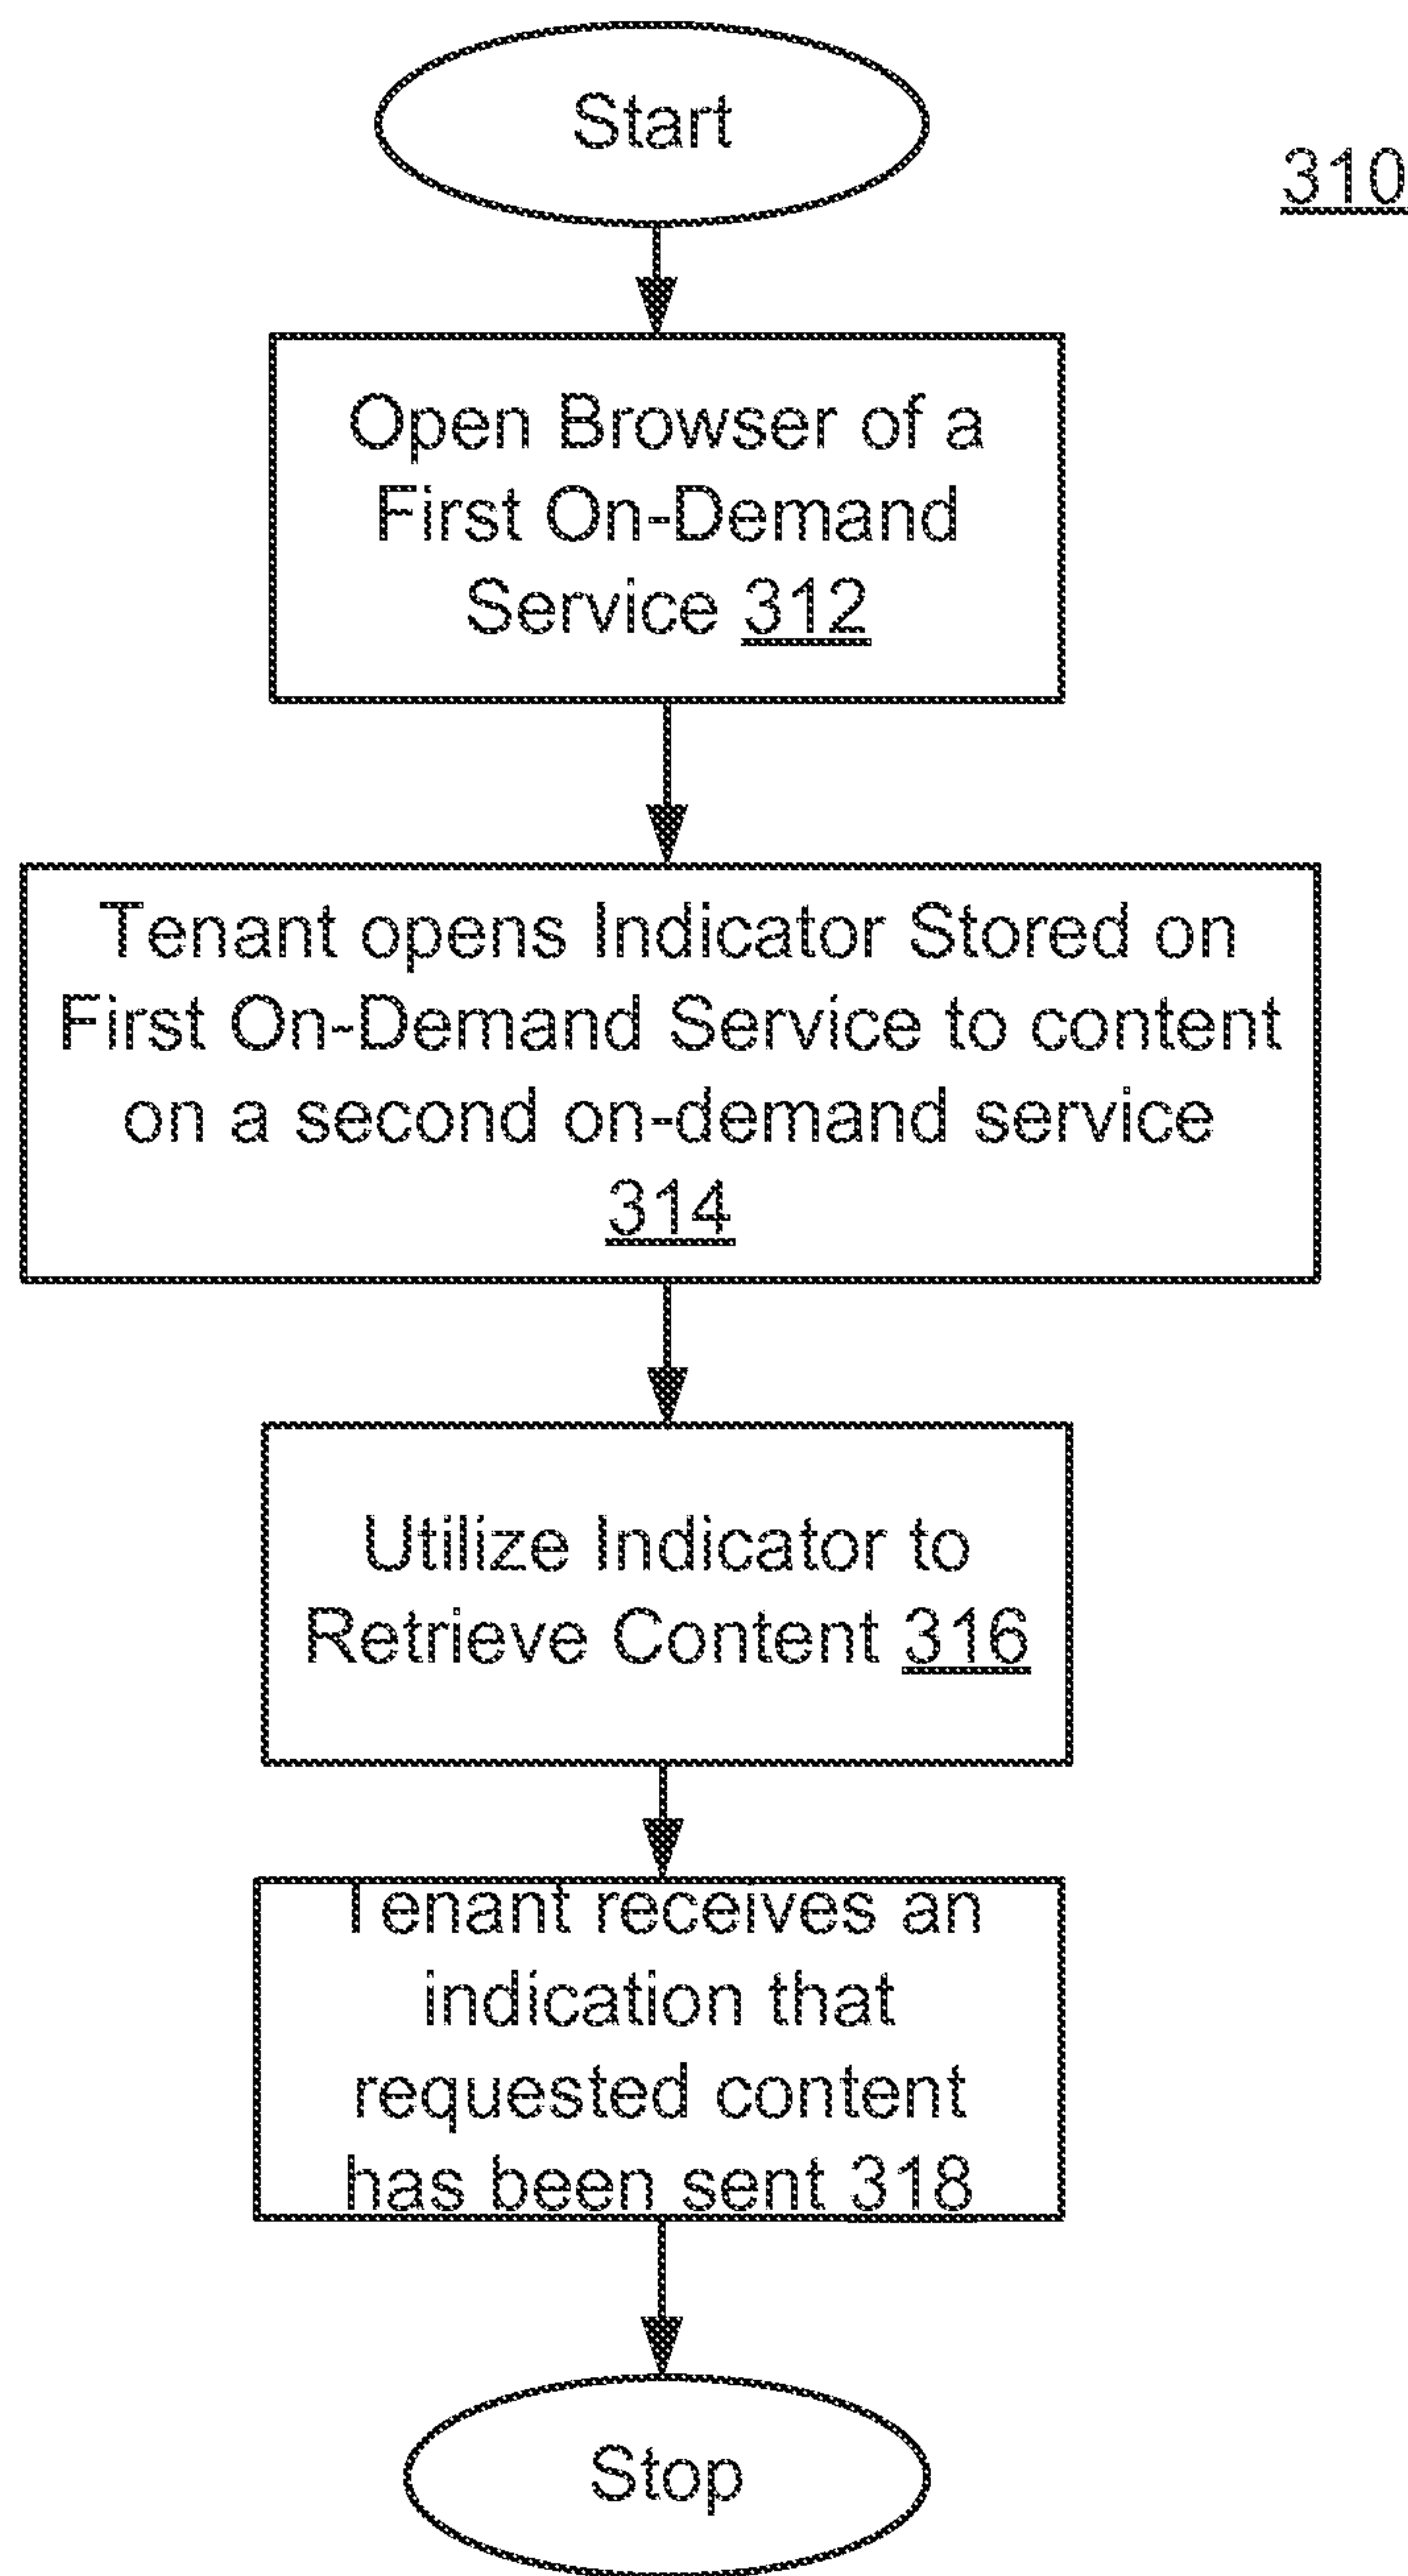 Start
310
Open Browser of a
First On-Demand
Service 312
Tenant opens Indicator Stored on
First On-Demand Service to content
on a second on-demand service
314
Utilize Indicator to
Retrieve Content 316
Tenant receives an
indication that
requested content
has been sent 318
Stop